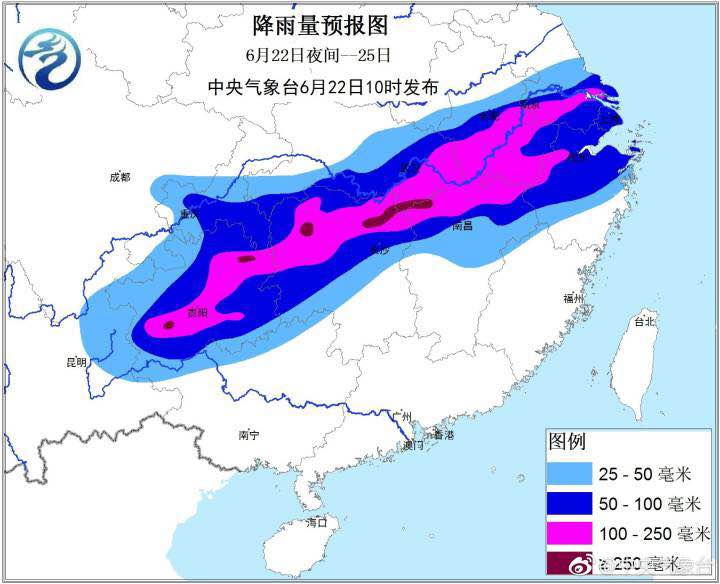 降雨量预报图
6月22日夜间--25日
中央气象台6月22日10时发布
成都
重庆
武汉
合肥
南京
上海
杭州
南昌
长沙
贵阳
昆明
福州
台北
广州
香港
澳门
南宁
海口
图例
25 - 50 毫米
50 - 100 毫米
100 - 250 毫米
≥ 250 毫米